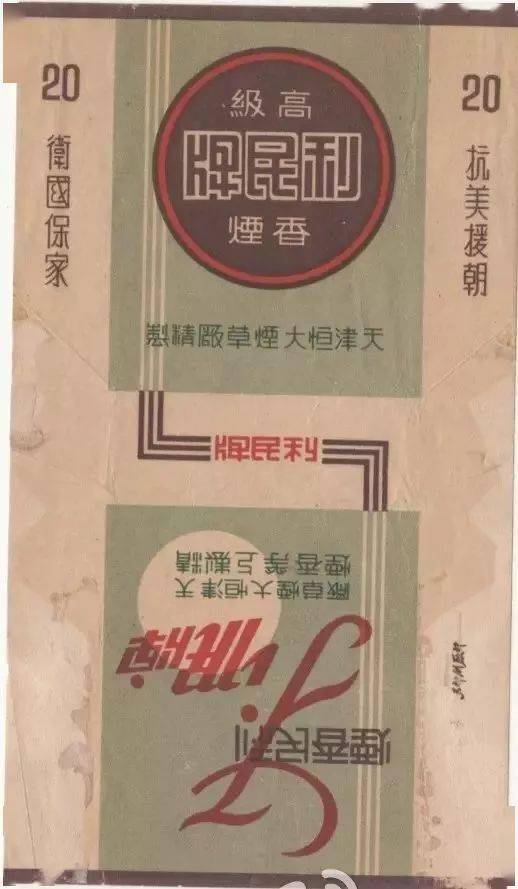 20
20
抗美援朝
衛國保家
高級
利民牌
香煙
天津恒大煙草厰精製
利民牌
利民香煙
利民牌
天津恒大煙草厰
精製上等香煙